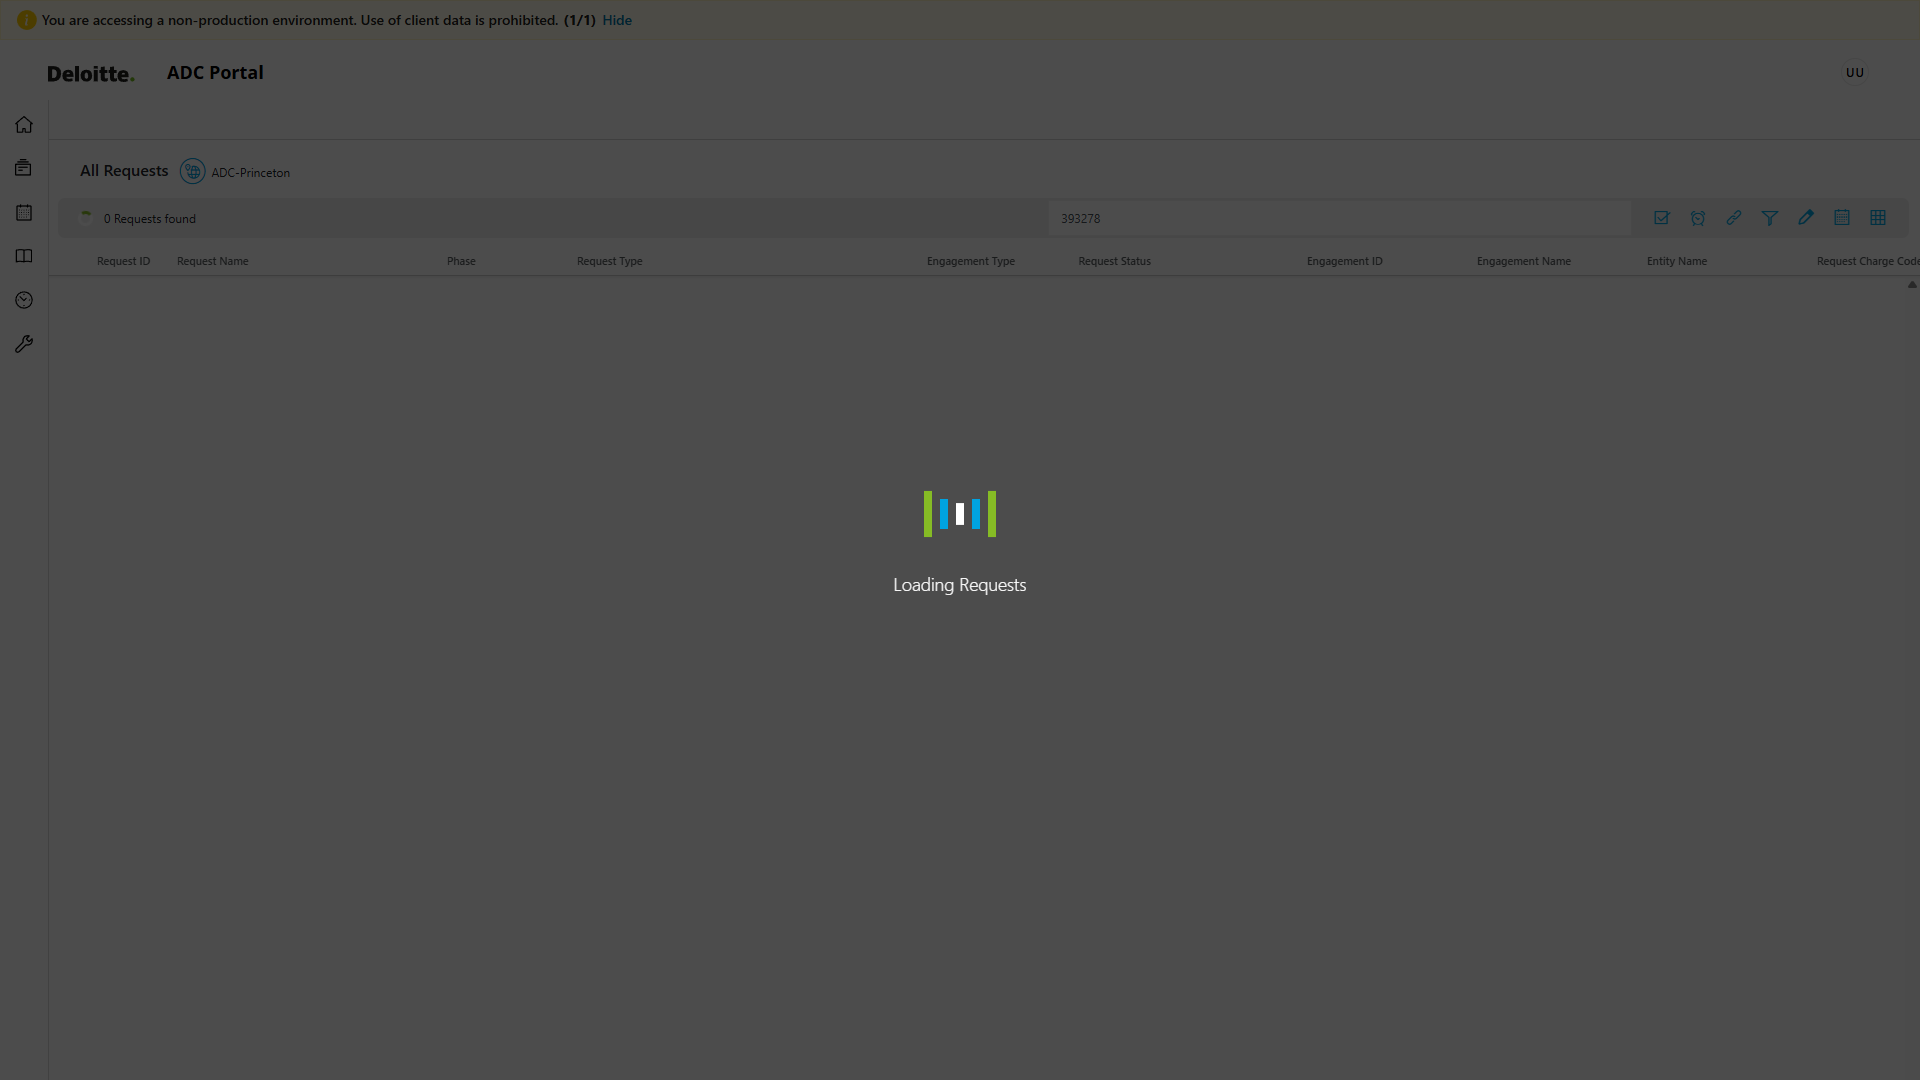 You are accessing a non-production environment. Use of client data is prohibited. (1/1) Hide
Deloitte. ADC Portal UU
All Requests ADC-Princeton
0 Requests found 393278
Request ID Request Name Phase Request Type Engagement Type Request Status Engagement ID Engagement Name Entity Name Request Charge Code
Loading Requests